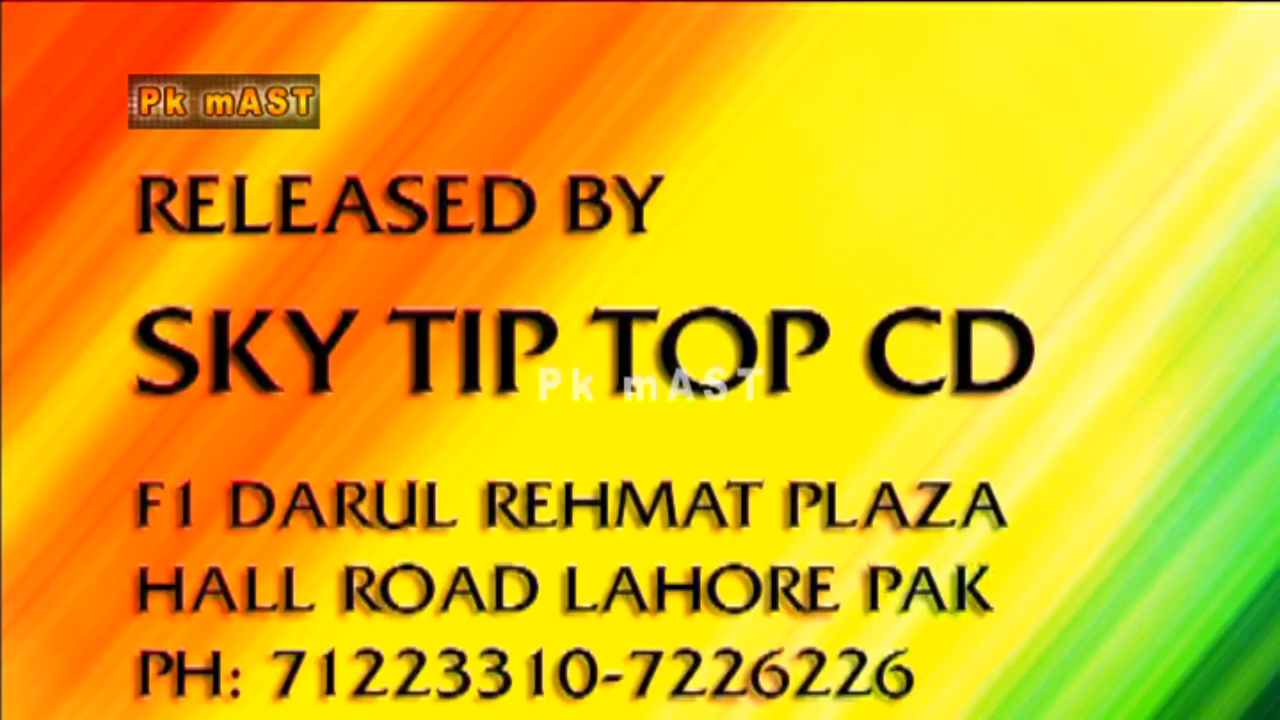 Pk mAST
RELEASED BY
SKY TIP TOP CD
Pk mAST
F1 DARUL REHMAT PLAZA
HALL ROAD LAHORE PAK
PH: 71223310-7226226